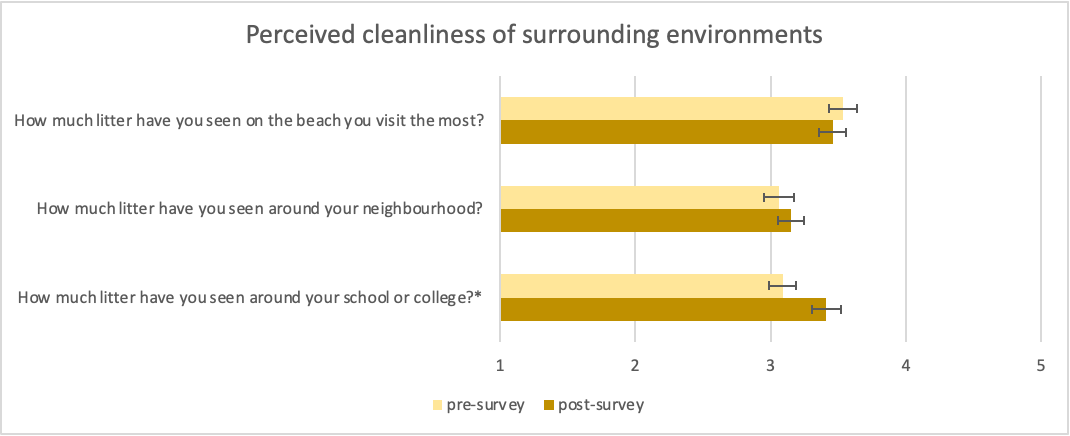 Perceived cleanliness of surrounding environments
How much litter have you seen on the beach you visit the most?
How much litter have you seen around your neighbourhood?
How much litter have you seen around your school or college?*
1 2 3 4 5
pre-survey post-survey